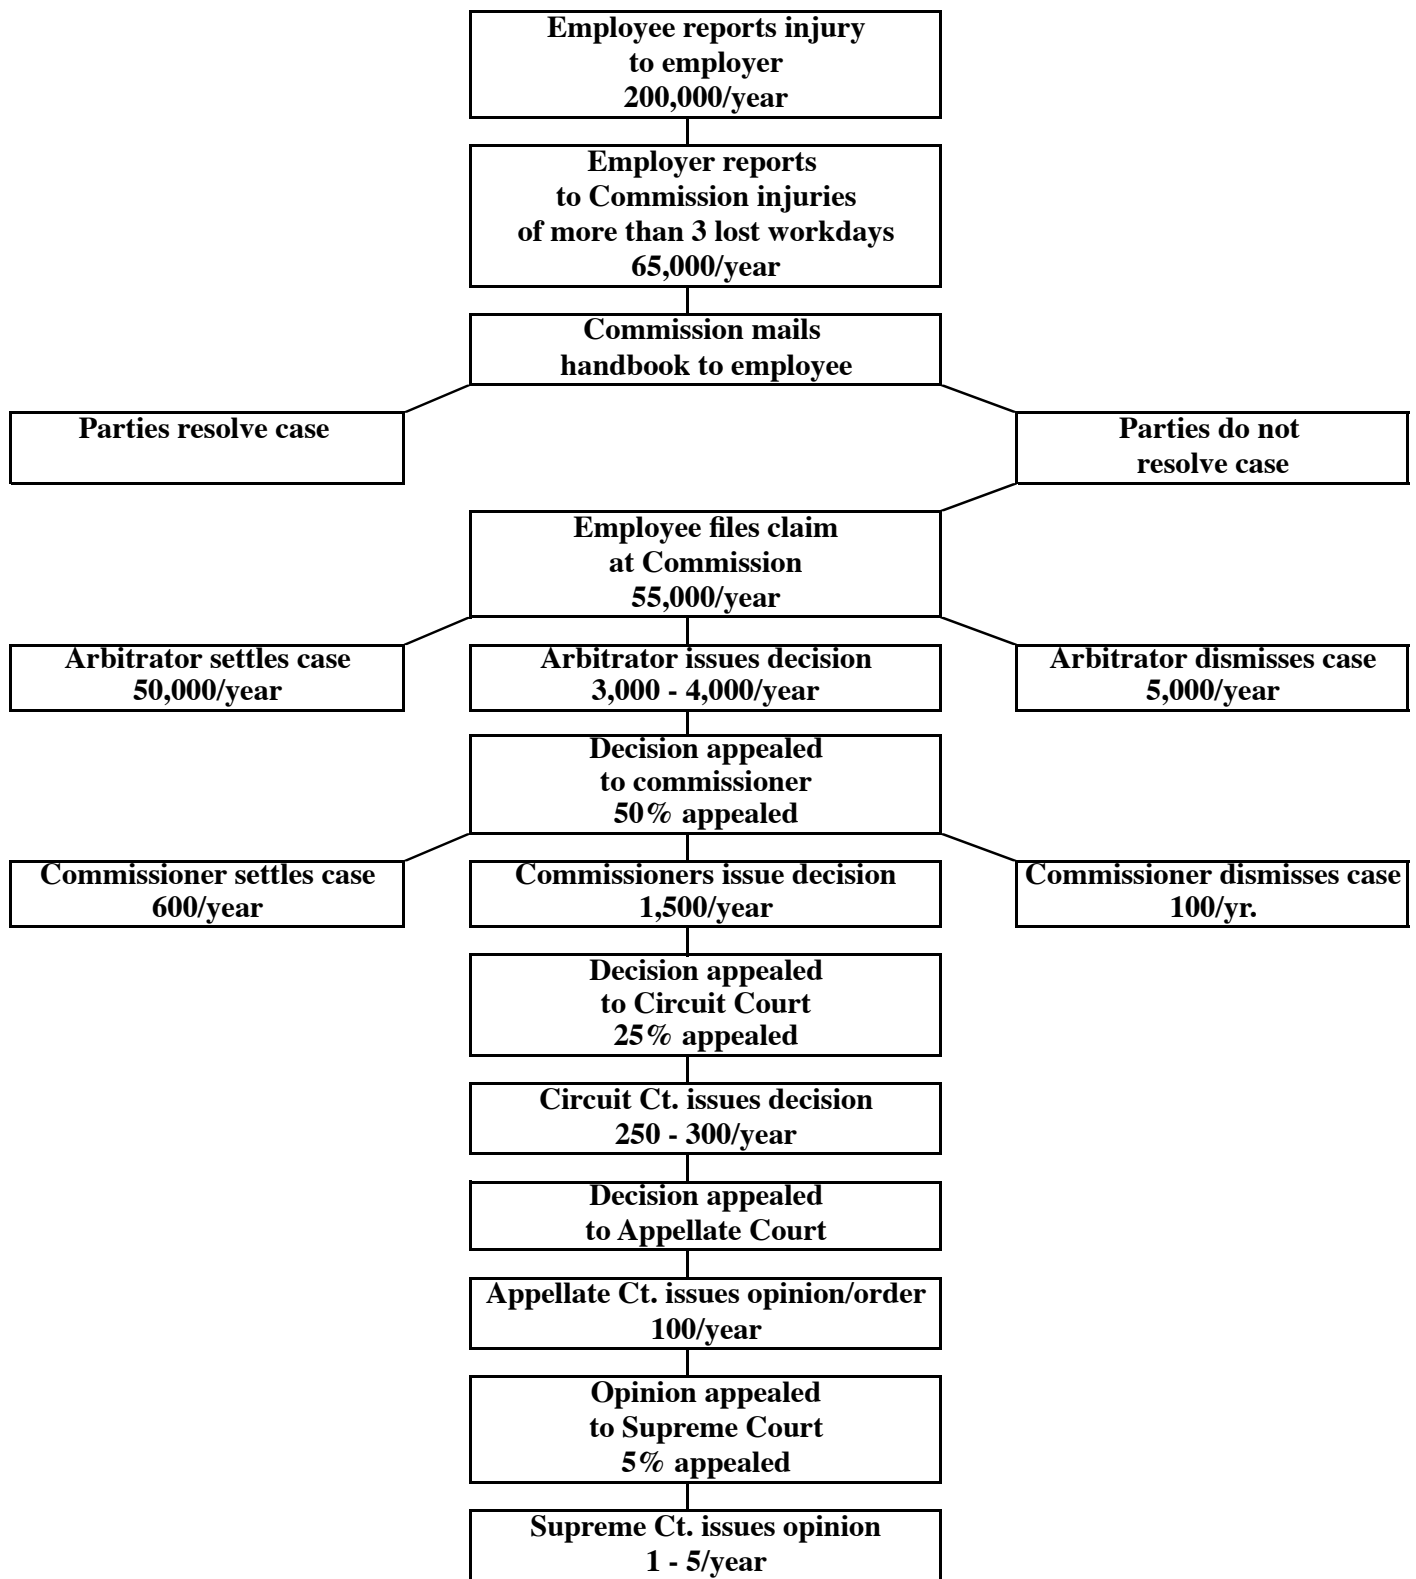 Employee reports injury
to employer
200,000/year
Employer reports
to Commission injuries
of more than 3 lost workdays
65,000/year
Commission mails
handbook to employee
Parties resolve case
Parties do not
resolve case
Employee files claim
at Commission
55,000/year
Arbitrator settles case
50,000/year
Arbitrator issues decision
3,000 - 4,000/year
Arbitrator dismisses case
5,000/year
Decision appealed
to commissioner
50% appealed
Commissioner settles case
600/year
Commissioners issue decision
1,500/year
Commissioner dismisses case
100/yr.
Decision appealed
to Circuit Court
25% appealed
Circuit Ct. issues decision
250 - 300/year
Decision appealed
to Appellate Court
Appellate Ct. issues opinion/order
100/year
Opinion appealed
to Supreme Court
5% appealed
Supreme Ct. issues opinion
1 - 5/year